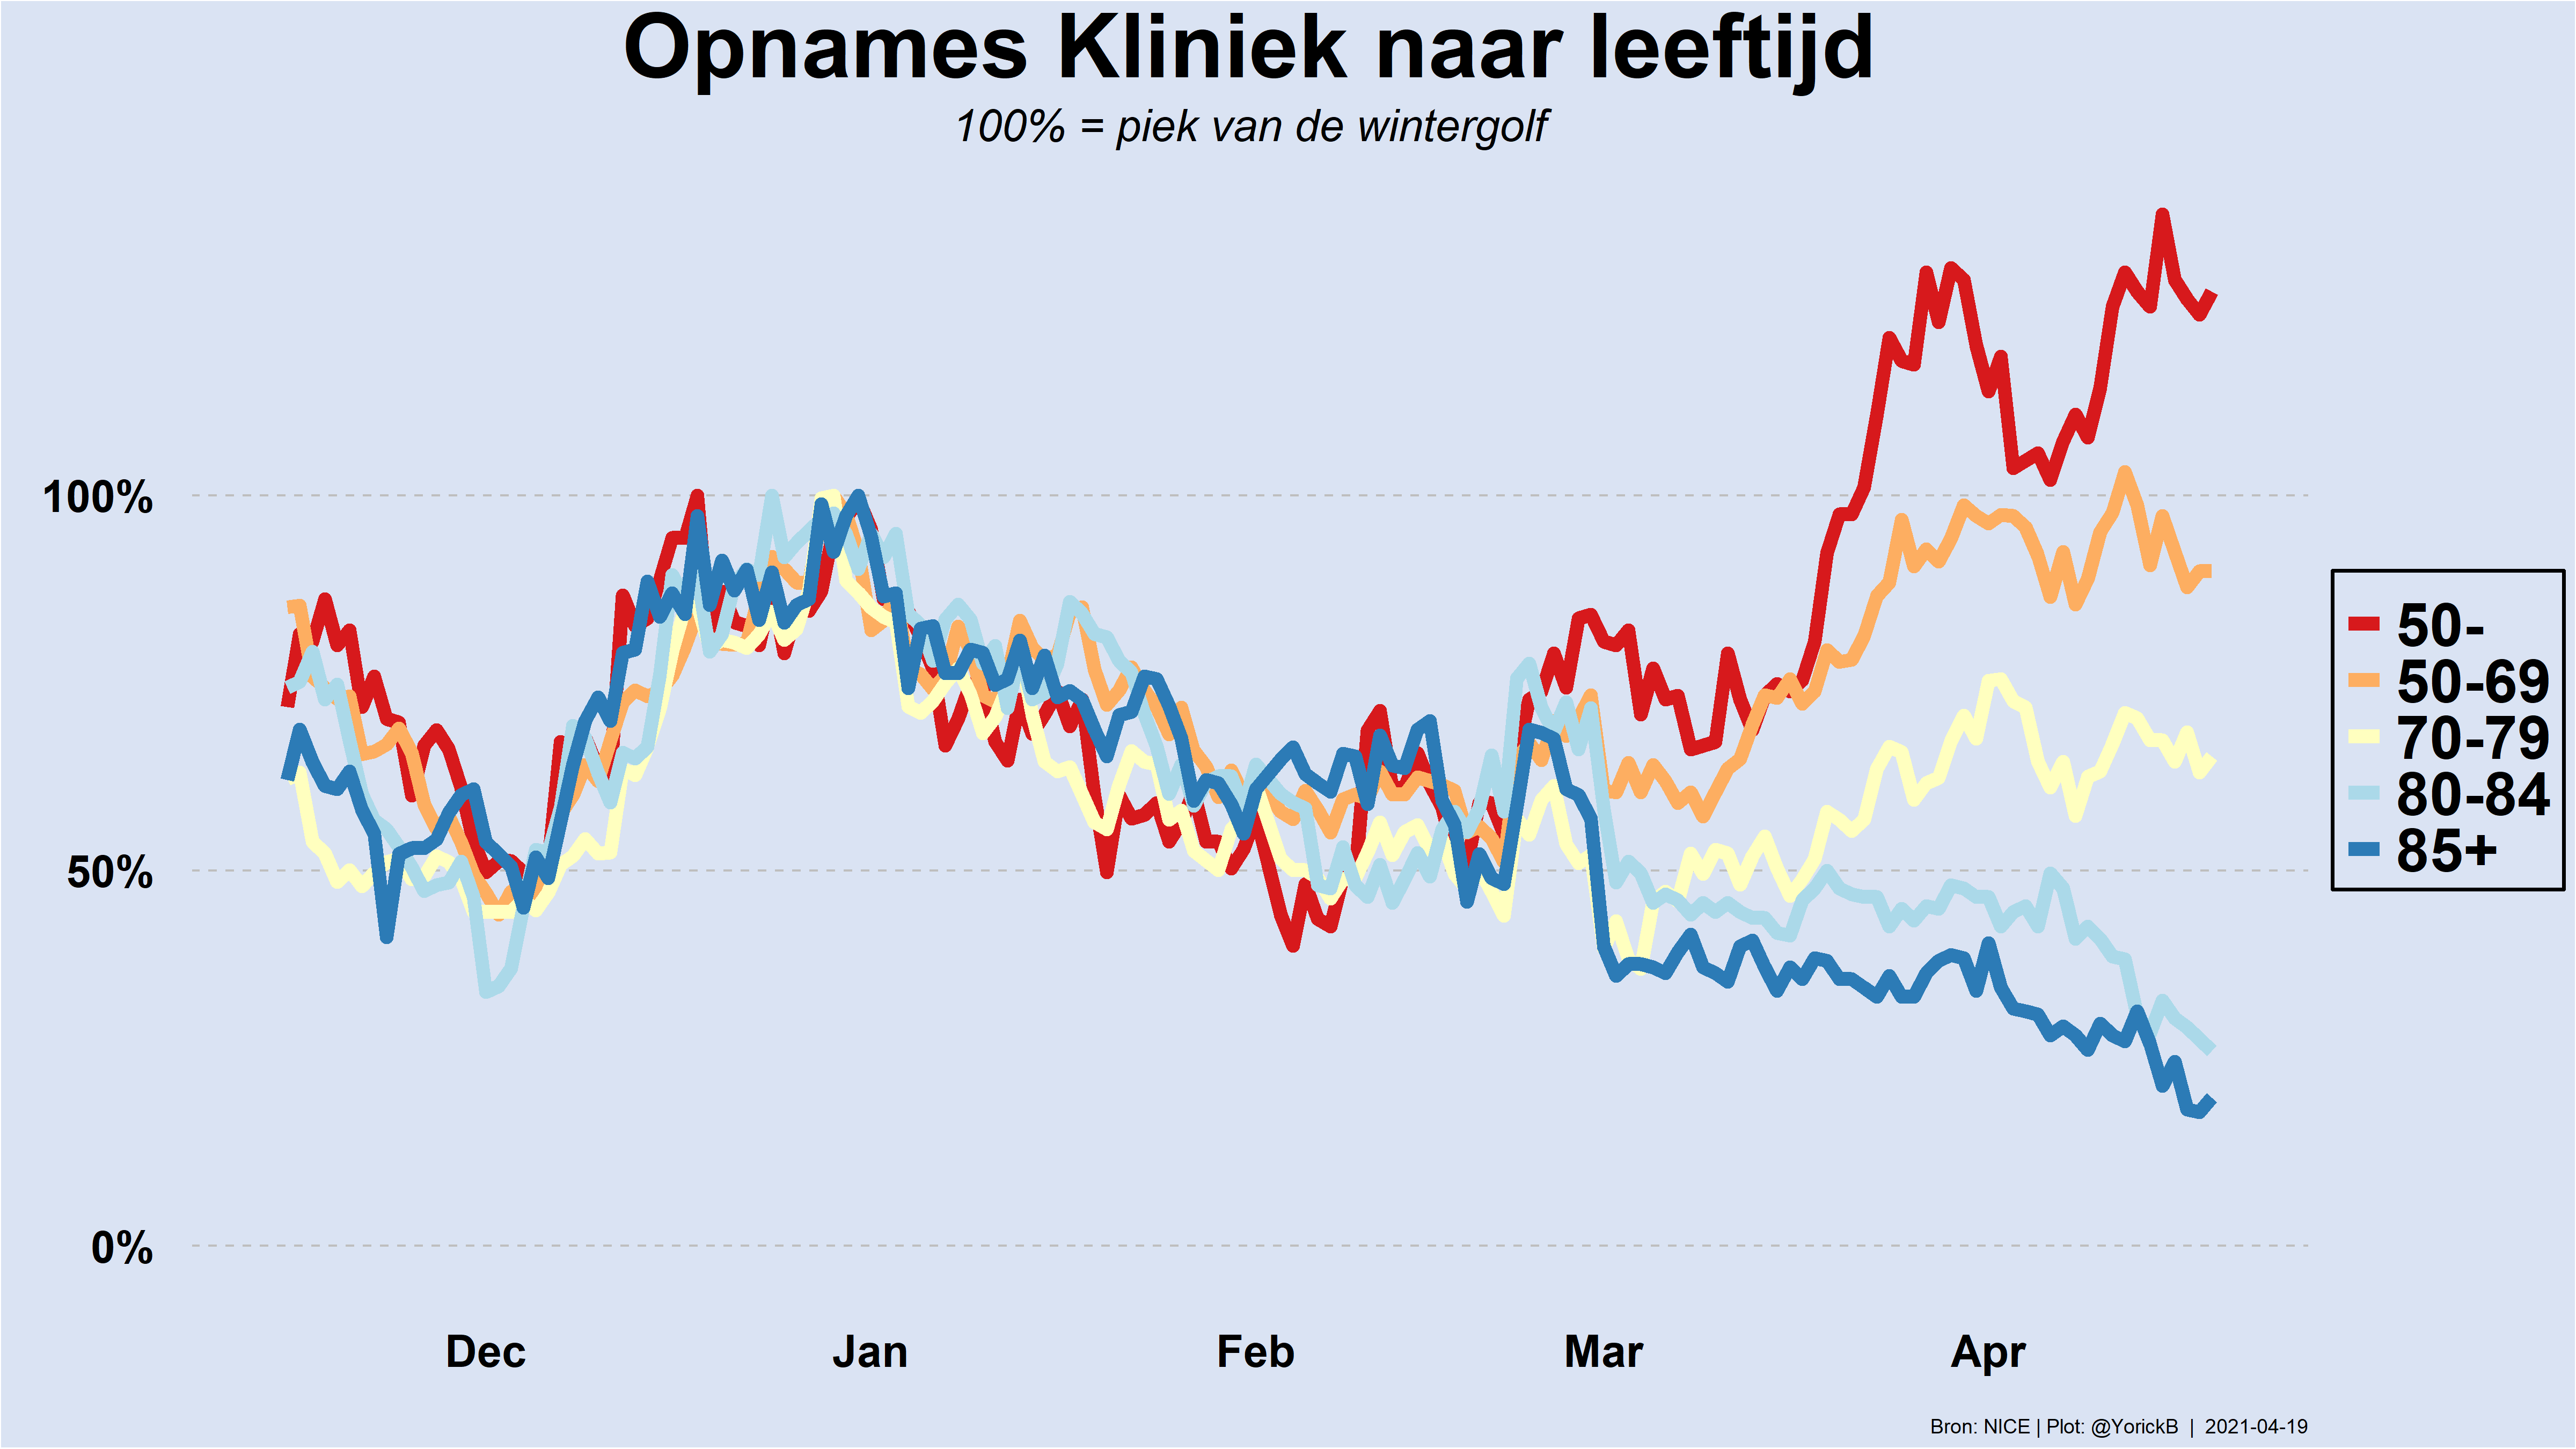 Opnames Kliniek naar leeftijd
100% = piek van de wintergolf
100%
50%
0%
50-
50-69
70-79
80-84
85+
Dec Jan Feb Mar Apr
Bron: NICE | Plot: @YorickB | 2021-04-19